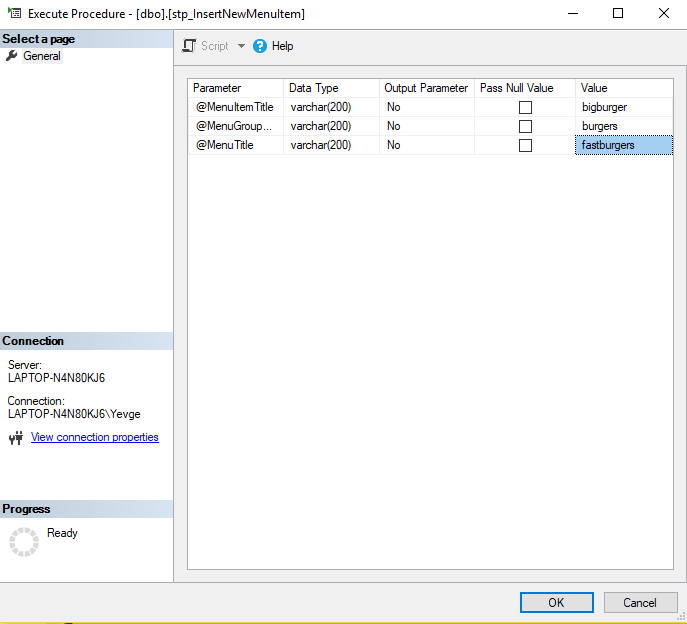 Execute Procedure - [dbo].[stp_InsertNewMenuItem]
Select a page
General
Script Help
Parameter Data Type Output Parameter Pass Null Value Value
@MenuItemTitle varchar(200) No bigburger
@MenuGroup... varchar(200) No burgers
@MenuTitle varchar(200) No fastburgers
Connection
Server:
LAPTOP-N4N80KJ6
Connection:
LAPTOP-N4N80KJ6\Yevge
View connection properties
Progress
Ready
OK Cancel